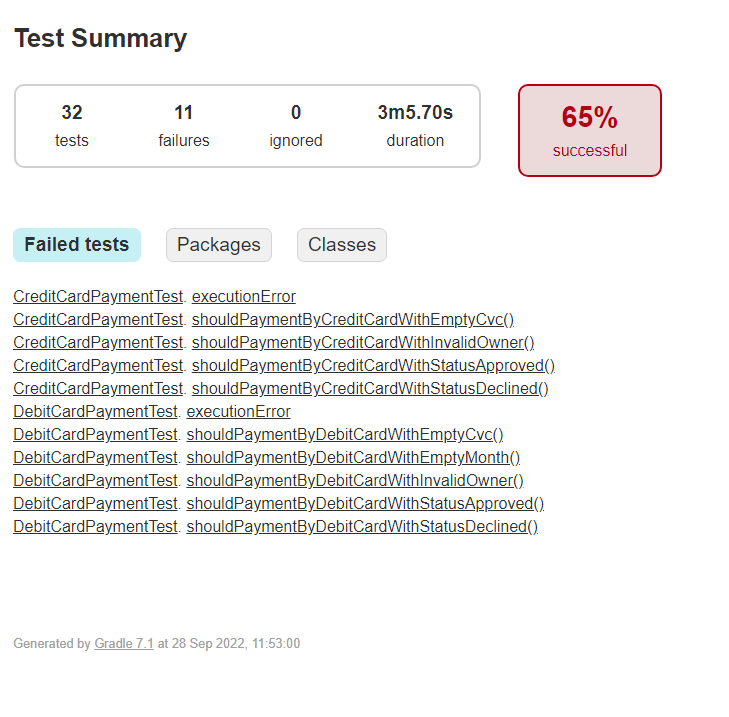 Test Summary
32 11 0 3m5.70s
tests failures ignored duration
65%
successful
Failed tests Packages Classes
CreditCardPaymentTest. executionError
CreditCardPaymentTest. shouldPaymentByCreditCardWithEmptyCvc()
CreditCardPaymentTest. shouldPaymentByCreditCardWithInvalidOwner()
CreditCardPaymentTest. shouldPaymentByCreditCardWithStatusApproved()
CreditCardPaymentTest. shouldPaymentByCreditCardWithStatusDeclined()
DebitCardPaymentTest. executionError
DebitCardPaymentTest. shouldPaymentByDebitCardWithEmptyCvc()
DebitCardPaymentTest. shouldPaymentByDebitCardWithEmptyMonth()
DebitCardPaymentTest. shouldPaymentByDebitCardWithInvalidOwner()
DebitCardPaymentTest. shouldPaymentByDebitCardWithStatusApproved()
DebitCardPaymentTest. shouldPaymentByDebitCardWithStatusDeclined()
Generated by Gradle 7.1 at 28 Sep 2022, 11:53:00